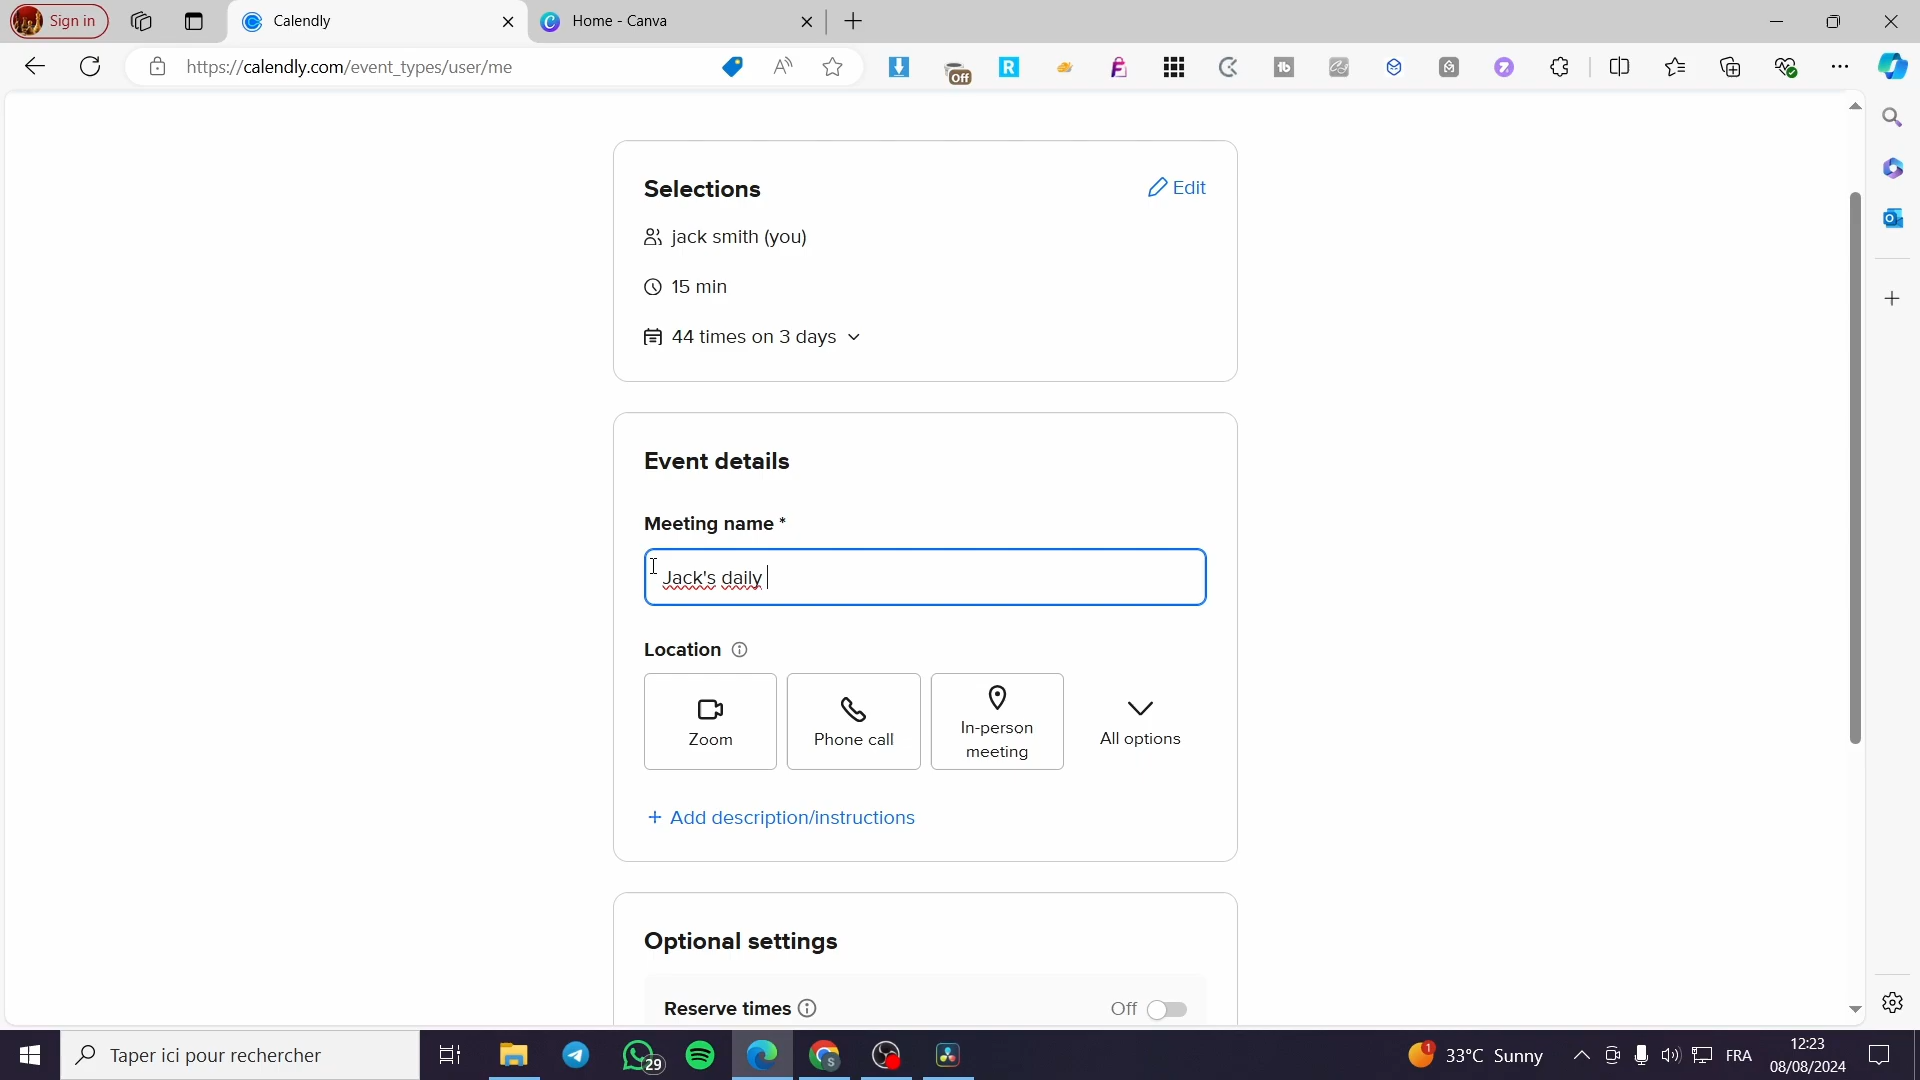 Sign in
Calendly
Home - Canva
https://calendly.com/event_types/user/me
Off
Selections
Edit
jack smith (you)
15 min
44 times on 3 days
Event details
Meeting name *
Jack's daily
Location
Zoom
Phone call
In-person meeting
All options
+ Add description/instructions
Optional settings
Reserve times
Off
Taper ici pour rechercher
29
1
33°C Sunny
FRA
12:23
08/08/2024